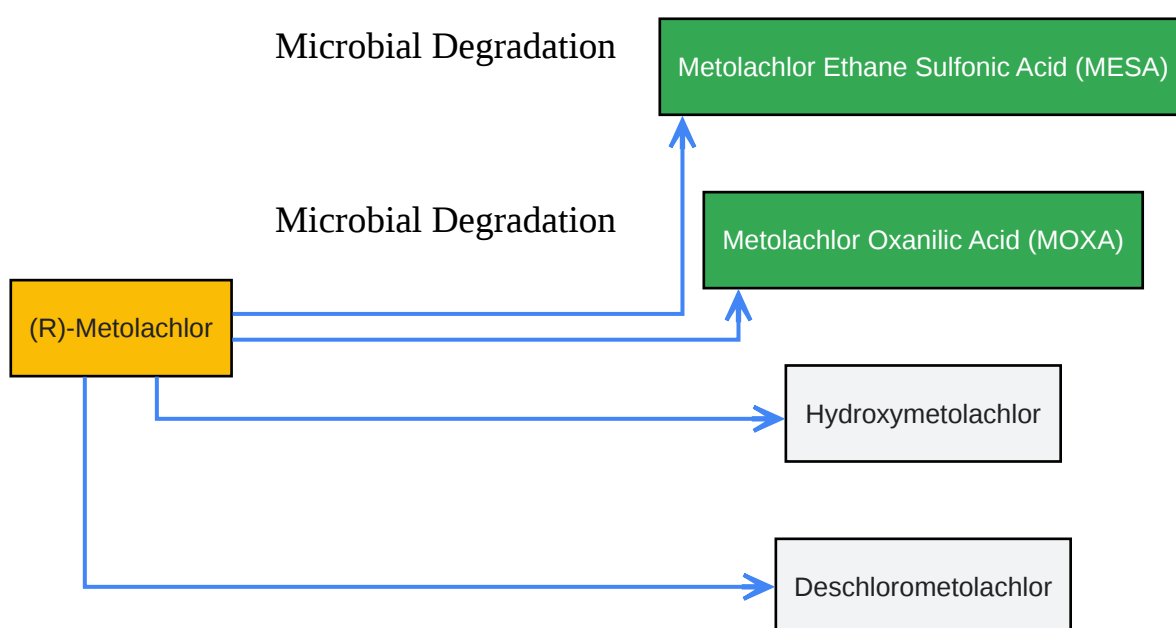 Microbial Degradation
Metolachlor Ethane Sulfonic Acid (MESA)
Microbial Degradation
Metolachlor Oxanilic Acid (MOXA)
(R)-Metolachlor
Hydroxymetolachlor
Deschlorometolachlor